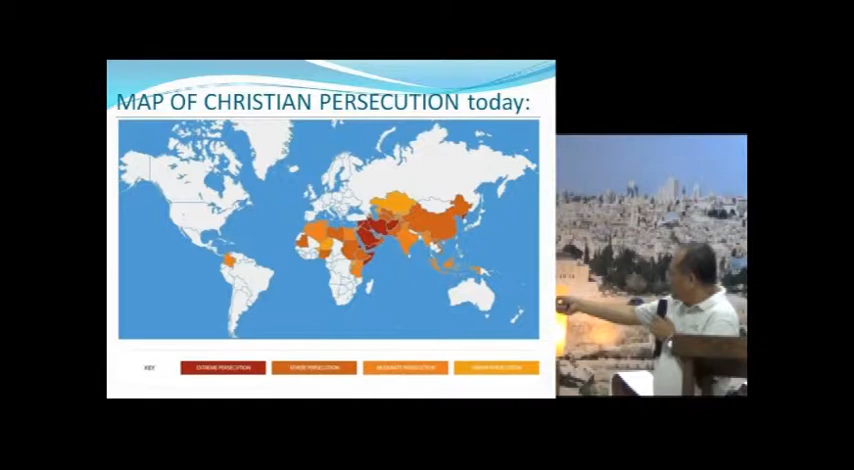 MAP OF CHRISTIAN PERSECUTION today:
KEY
EXTREME PERSECUTION
SEVERE PERSECUTION
MODERATE PERSECUTION